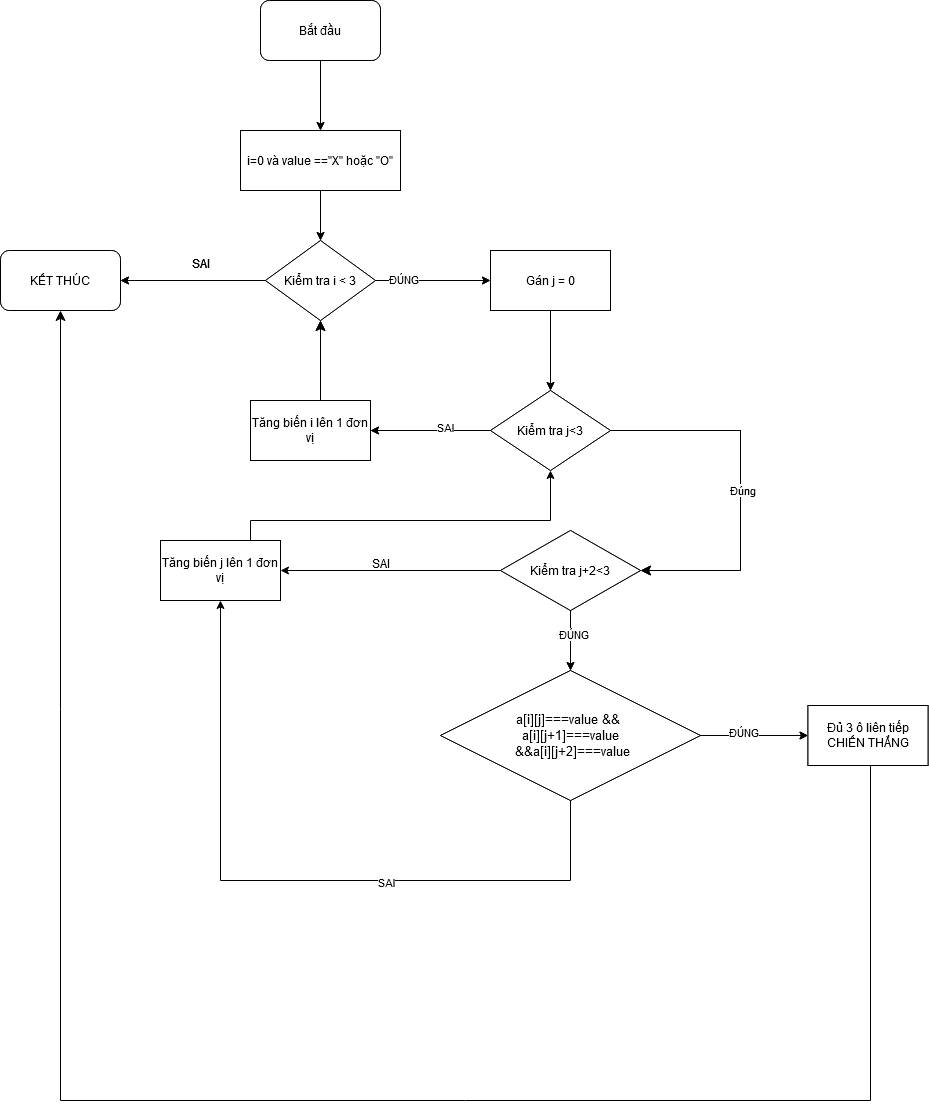 Bắt đầu
i=0 và value =="X" hoặc "O"
SAI
KẾT THÚC
Kiểm tra i < 3
ĐÚNG
Gán j = 0
Tăng biến i lên 1 đơn
vị
SAI
Kiểm tra j<3
Đúng
Tăng biến j lên 1 đơn
vị
SAI
Kiểm tra j+2<3
ĐÚNG
a[i][j]===value &&
a[i][j+1]===value
&&a[i][j+2]===value
ĐÚNG
Đủ 3 ô liên tiếp
CHIẾN THẮNG
SAI